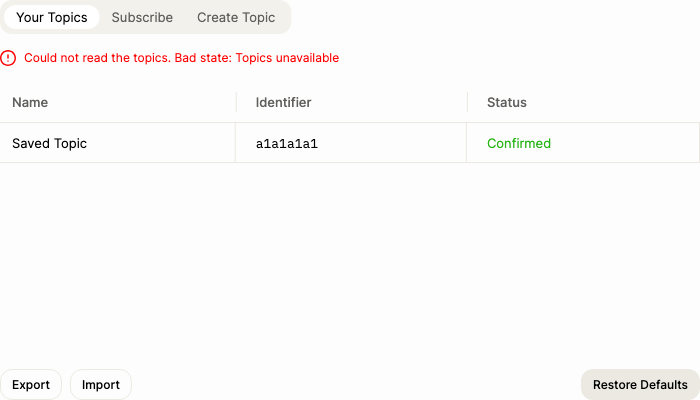 Your Topics Subscribe Create Topic
Could not read the topics. Bad state: Topics unavailable
Name Identifier Status
Saved Topic a1a1a1a1 Confirmed
Export Import Restore Defaults